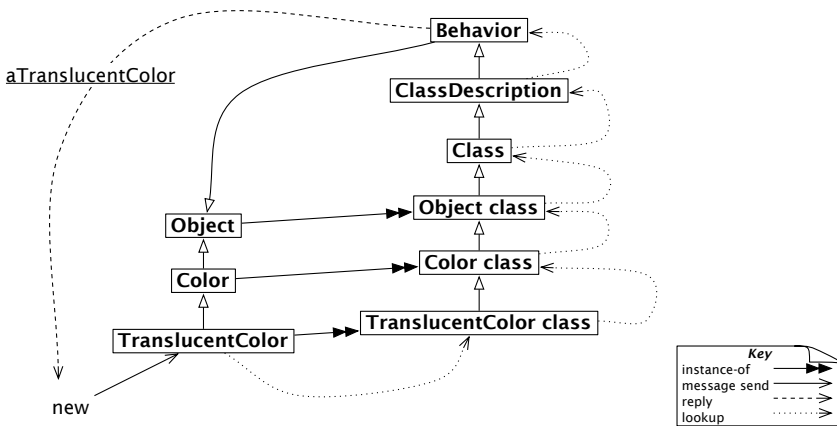 Behavior
aTranslucentColor
ClassDescription
Class
Object class
Object
Color class
Color
TranslucentColor class
TranslucentColor
new
Key
instance-of
message send
reply
lookup